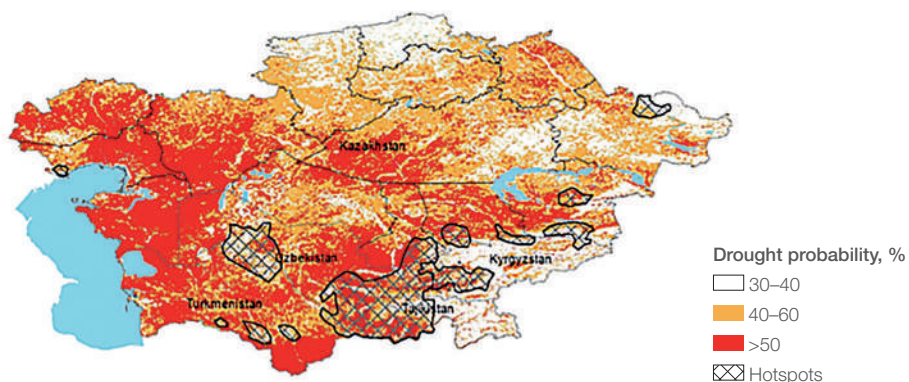 Kazakhstan
Uzbekistan
Kyrgyzstan
Turkmenistan
Tajikistan
Drought probability, %
30–40
40–60
>50
Hotspots